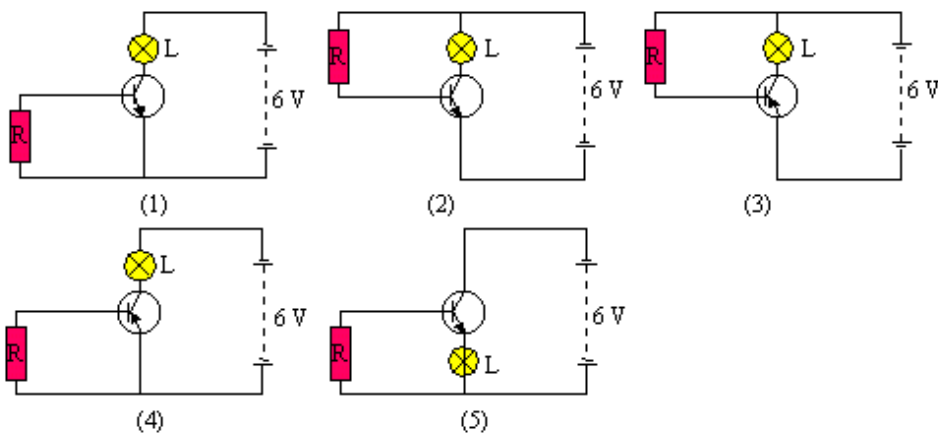 L L L
R R R
6 V 6 V 6 V
(1) (2) (3)
L
R R
6 V 6 V
L
(4) (5)